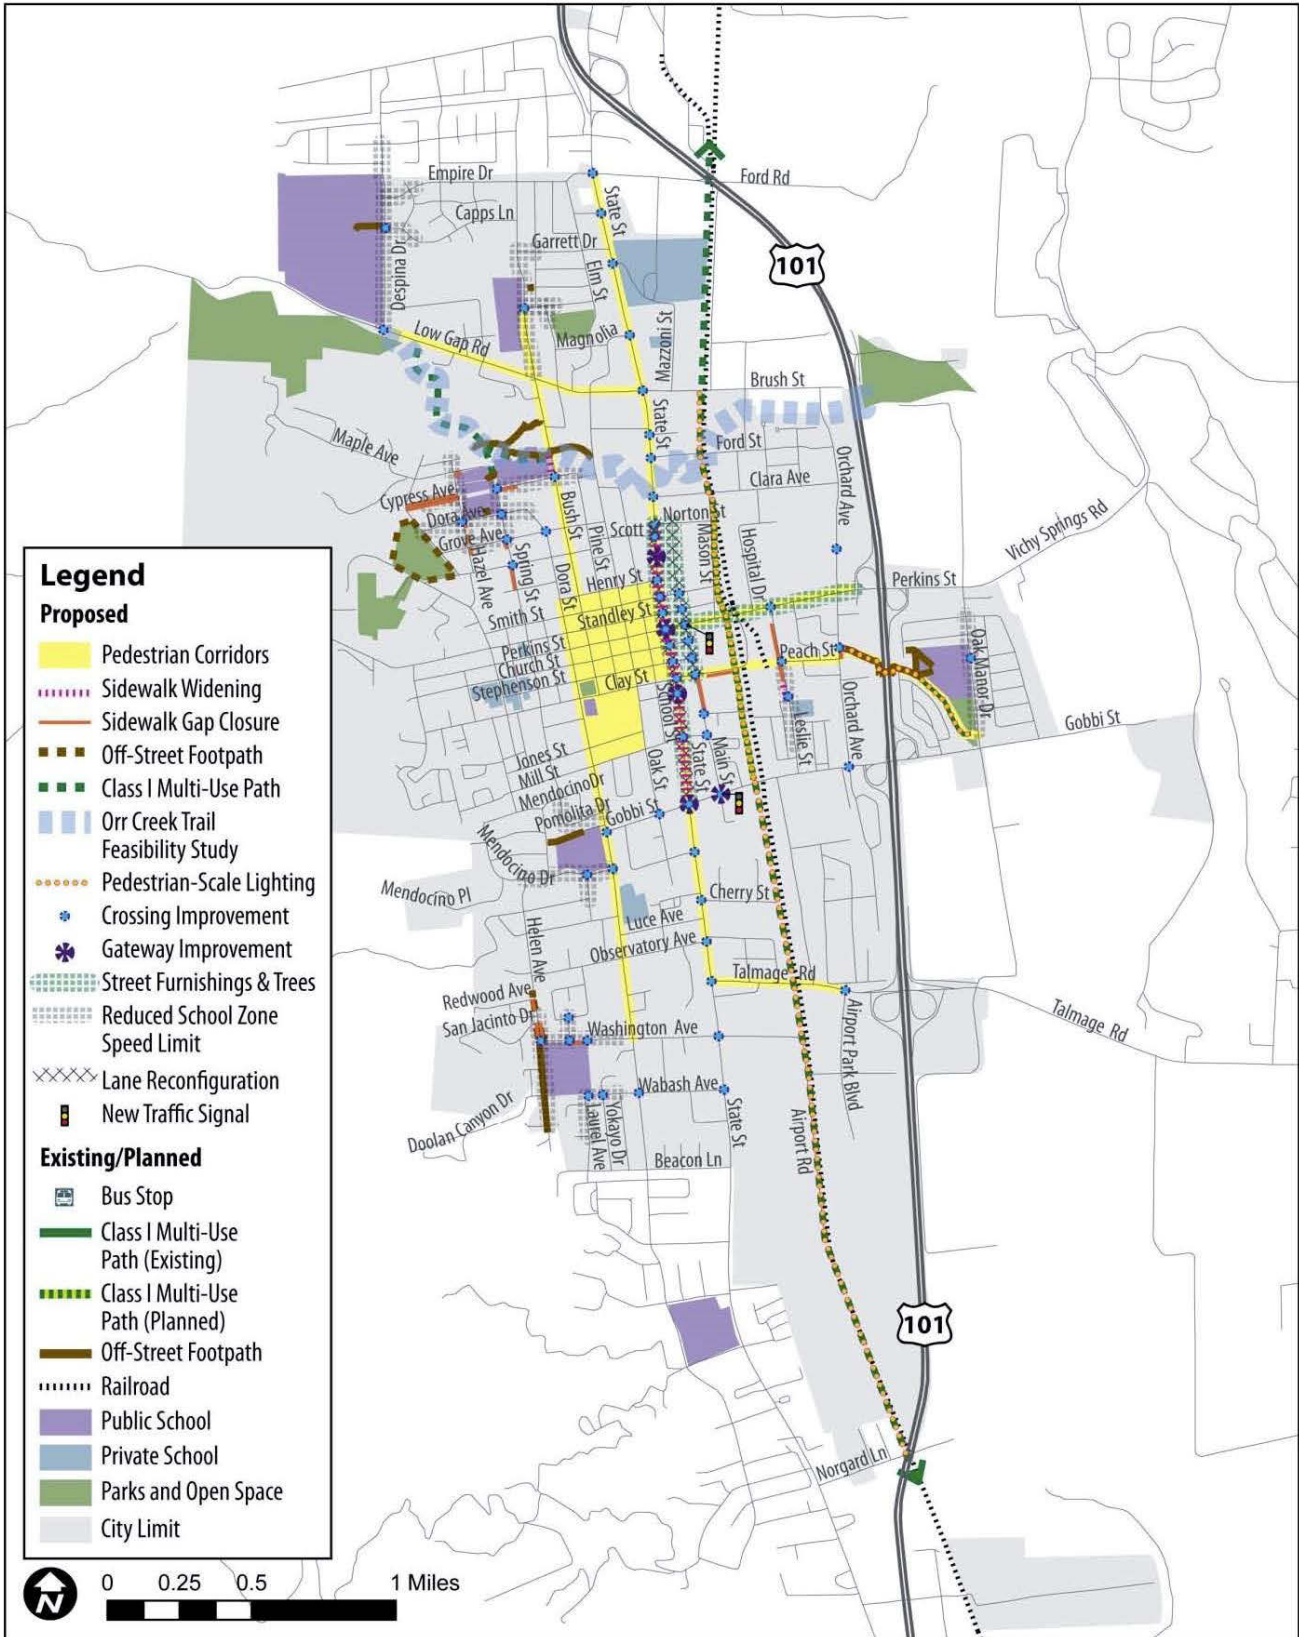 Empire Dr
Ford Rd
State St
Capps Ln
Garrett Dr
101
Despina Dr
Elm St
Low Gap Rd
Magnolia
Mazzoni St
Brush St
State St
Ford St
Maple Ave
Orchard Ave
Clara Ave
Cypress Ave
Bush St
Norton St
Dora Ave
Scott
Pine St
Mason St
Hospital Dr
Vichy Springs Rd
Grove Ave
Hazel Ave
Spring St
Dora St
Henry St
Perkins St
Smith St
Standley St
Perkins St
Church St
Stephenson St
Clay St
Peach St
Oak Manor Dr
School St
Orchard Ave
Leslie St
Gobbi St
Jones St
Mill St
Mendocino Dr
Oak St
State St
Main St
Pomolita Dr
Gobbi St
Mendocino Dr
Mendocino Pl
Cherry St
Luce Ave
Helen Ave
Observatory Ave
Talmage Rd
Redwood Ave
San Jacinto Dr
Washington Ave
Airport Park Blvd
Talmage Rd
Wabash Ave
Doolan Canyon Dr
Laurel Ave
Yokayo Dr
State St
Airport Rd
Beacon Ln
101
Norgard Ln
Legend
Proposed
Pedestrian Corridors
Sidewalk Widening
Sidewalk Gap Closure
Off-Street Footpath
Class I Multi-Use Path
Orr Creek Trail
Feasibility Study
Pedestrian-Scale Lighting
Crossing Improvement
Gateway Improvement
Street Furnishings & Trees
Reduced School Zone
Speed Limit
Lane Reconfiguration
New Traffic Signal
Existing/Planned
Bus Stop
Class I Multi-Use
Path (Existing)
Class I Multi-Use
Path (Planned)
Off-Street Footpath
Railroad
Public School
Private School
Parks and Open Space
City Limit
N
0 0.25 0.5 1 Miles